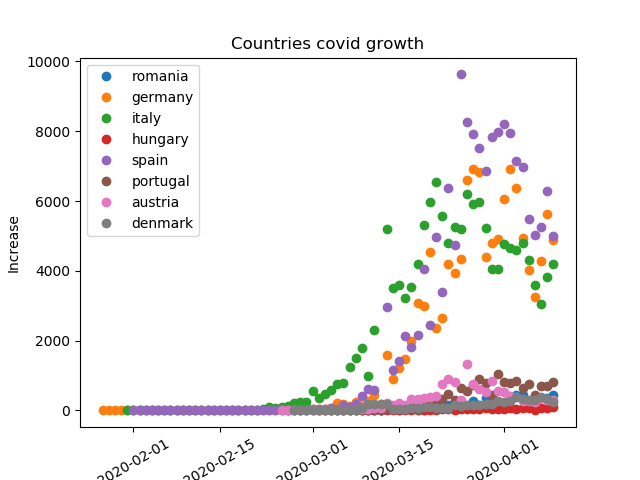 Countries covid growth
romania
germany
italy
hungary
spain
portugal
austria
denmark
Increase
10000
8000
6000
4000
2000
0
2020-02-01
2020-02-15
2020-03-01
2020-03-15
2020-04-01